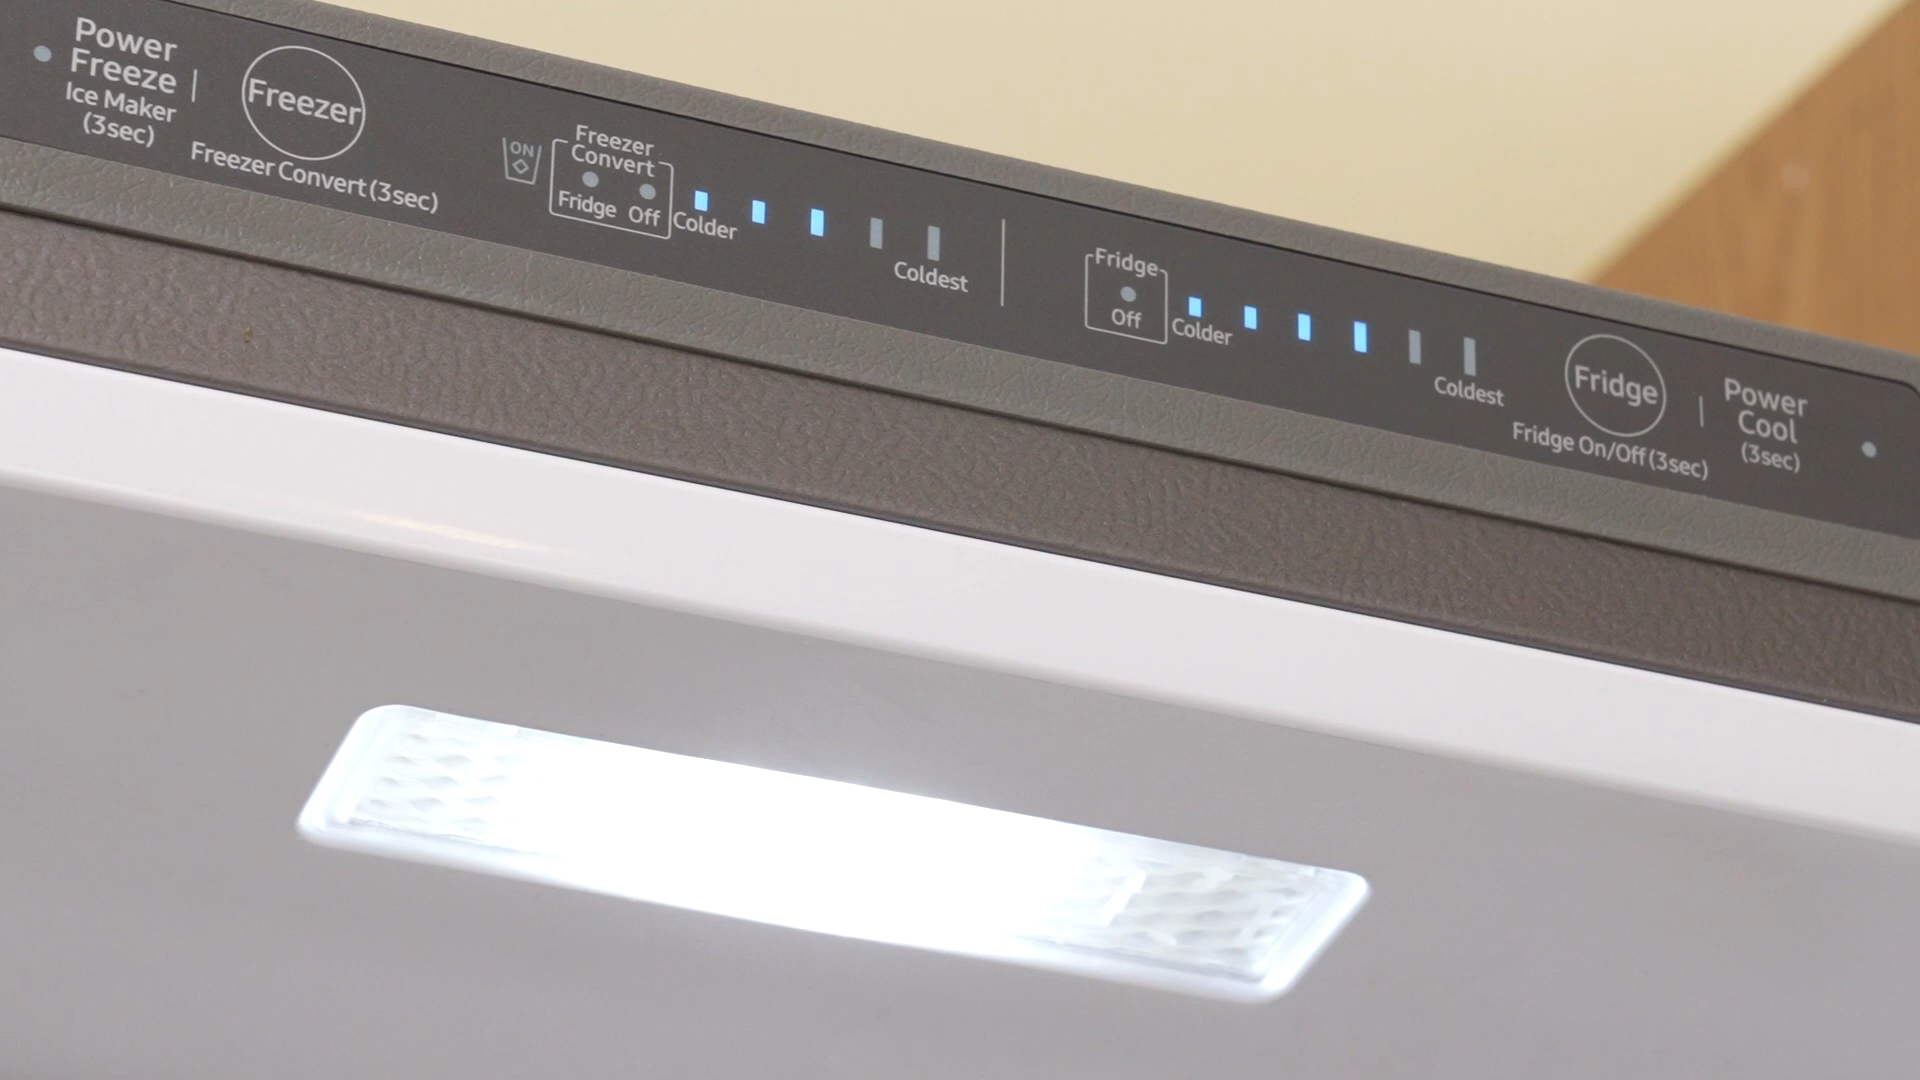 Power
Freeze
Ice Maker
(3sec)
Freezer
Freezer Convert (3sec)
ON
Freezer
Convert
Fridge Off
Colder
Coldest
Fridge
Off
Colder
Coldest
Fridge
Fridge On/Off (3sec)
Power
Cool
(3sec)